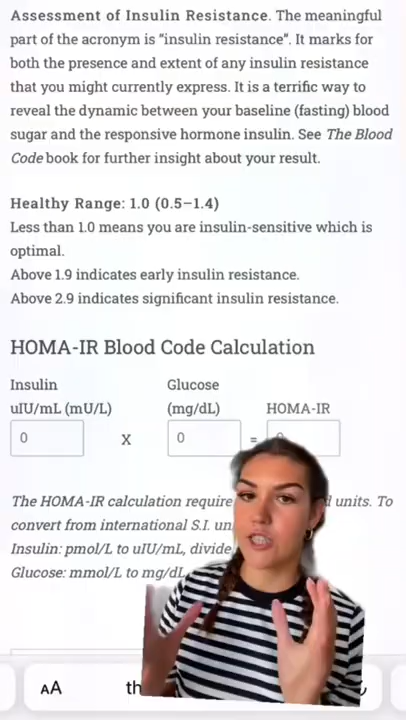 Assessment of Insulin Resistance. The meaningful
part of the acronym is "insulin resistance". It marks for
both the presence and extent of any insulin resistance
that you might currently express. It is a terrific way to
reveal the dynamic between your baseline (fasting) blood
sugar and the responsive hormone insulin. See The Blood
Code book for further insight about your result.
Healthy Range: 1.0 (0.5–1.4)
Less than 1.0 means you are insulin-sensitive which is
optimal.
Above 1.9 indicates early insulin resistance.
Above 2.9 indicates significant insulin resistance.
HOMA-IR Blood Code Calculation
Insulin Glucose
uIU/mL (mU/L) (mg/dL) HOMA-IR
0 X 0 =
The HOMA-IR calculation require units. To
convert from international S.I.
Insulin: pmol/L to uIU/mL, divide
Glucose: mmol/L to mg/dL
AA th